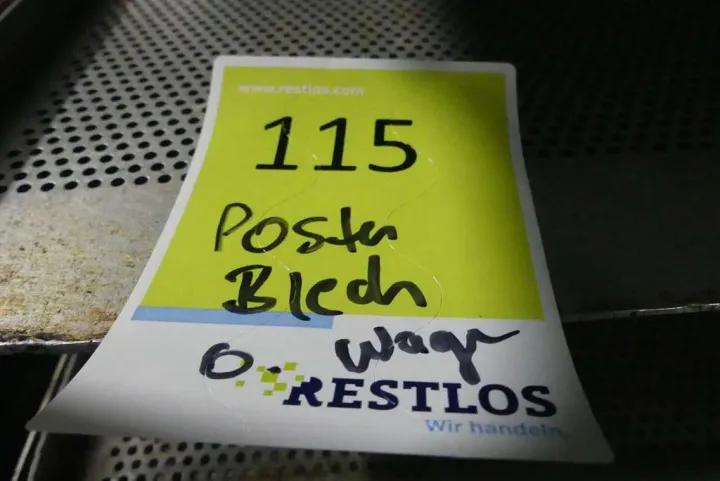 www.restlos.com
115
Posten
Blech
o. Wagen
RESTLOS
Wir handeln.